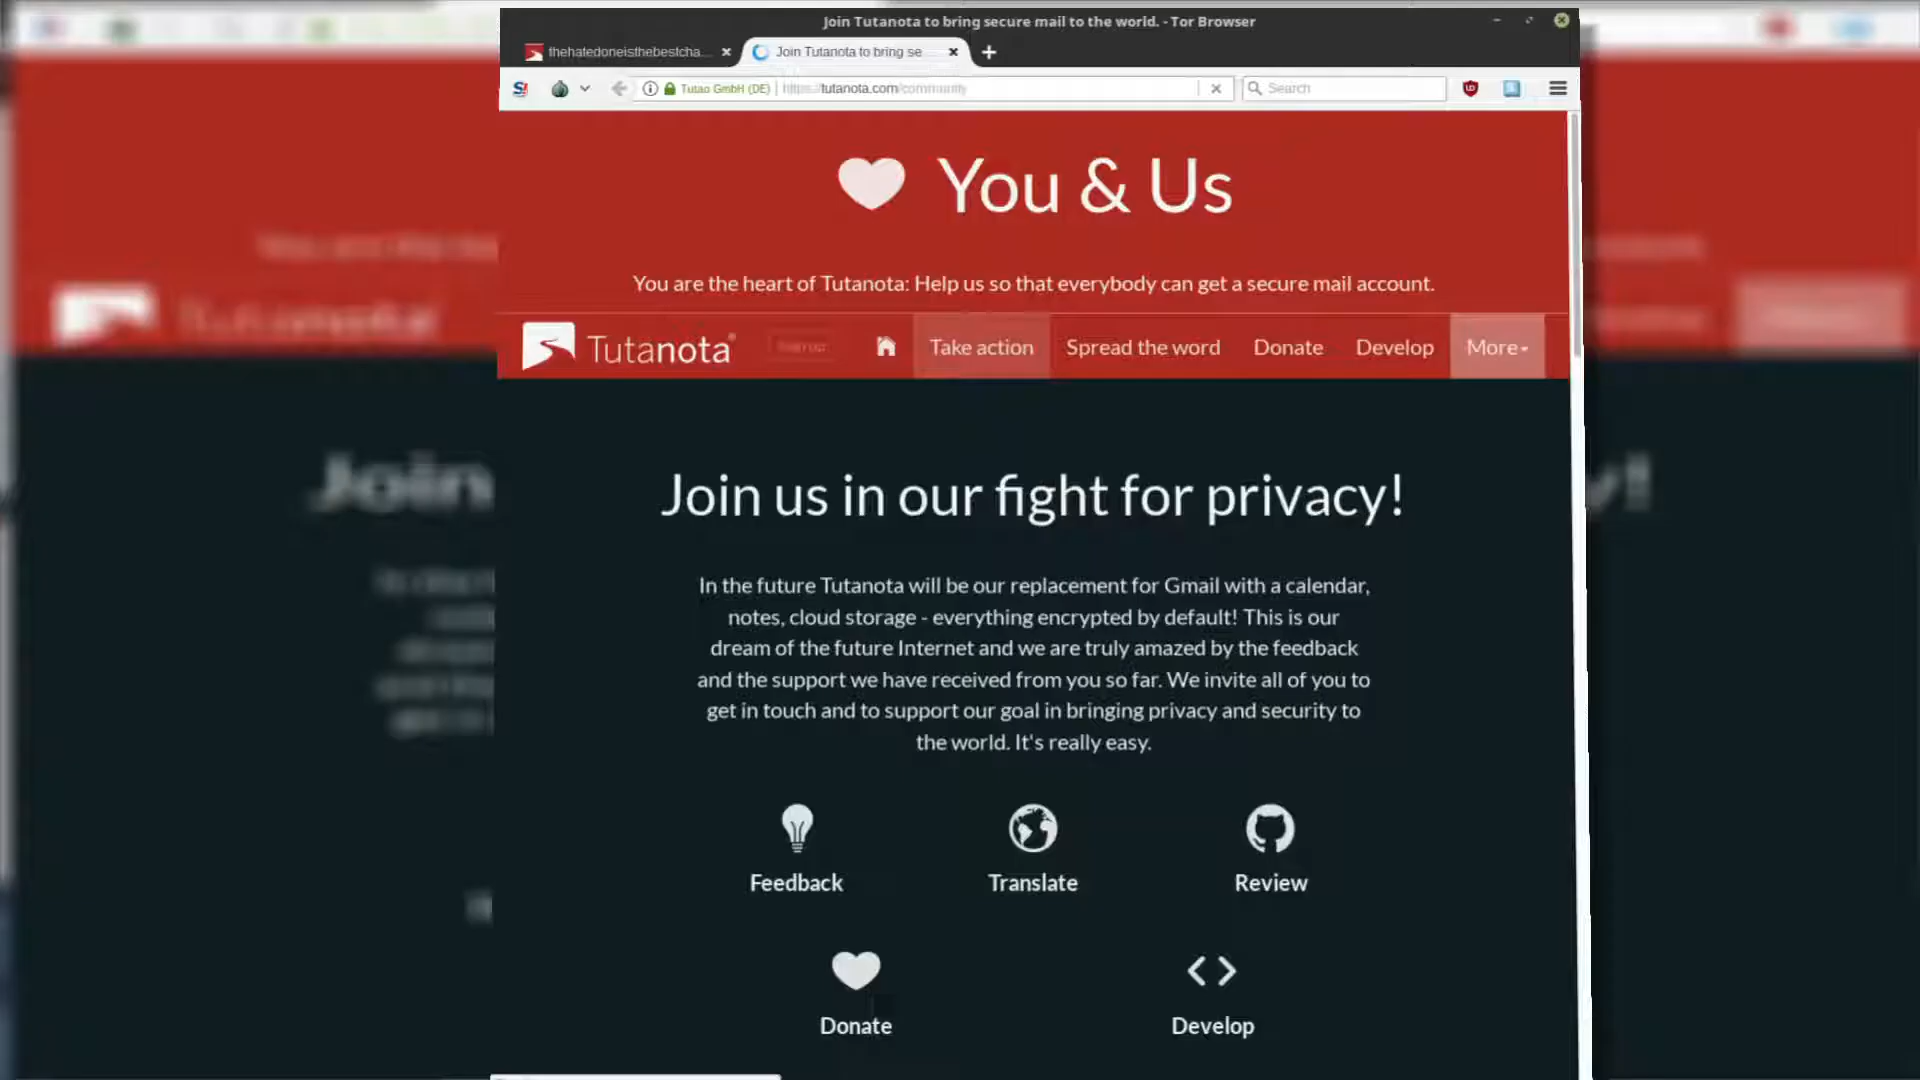 Join Tutanota to bring secure mail to the world. - Tor Browser
thehatedoneisthebestcha...
Join Tutanota to bring se
Tutao GmbH (DE)
https://tutanota.com/community
Search
You & Us
You are the heart of Tutanota: Help us so that everybody can get a secure mail account.
Tutanota
Take action
Spread the word
Donate
Develop
More
Join us in our fight for privacy!
In the future Tutanota will be our replacement for Gmail with a calendar,
notes, cloud storage - everything encrypted by default! This is our
dream of the future Internet and we are truly amazed by the feedback
and the support we have received from you so far. We invite all of you to
get in touch and to support our goal in bringing privacy and security to
the world. It's really easy.
Feedback
Translate
Review
Donate
Develop